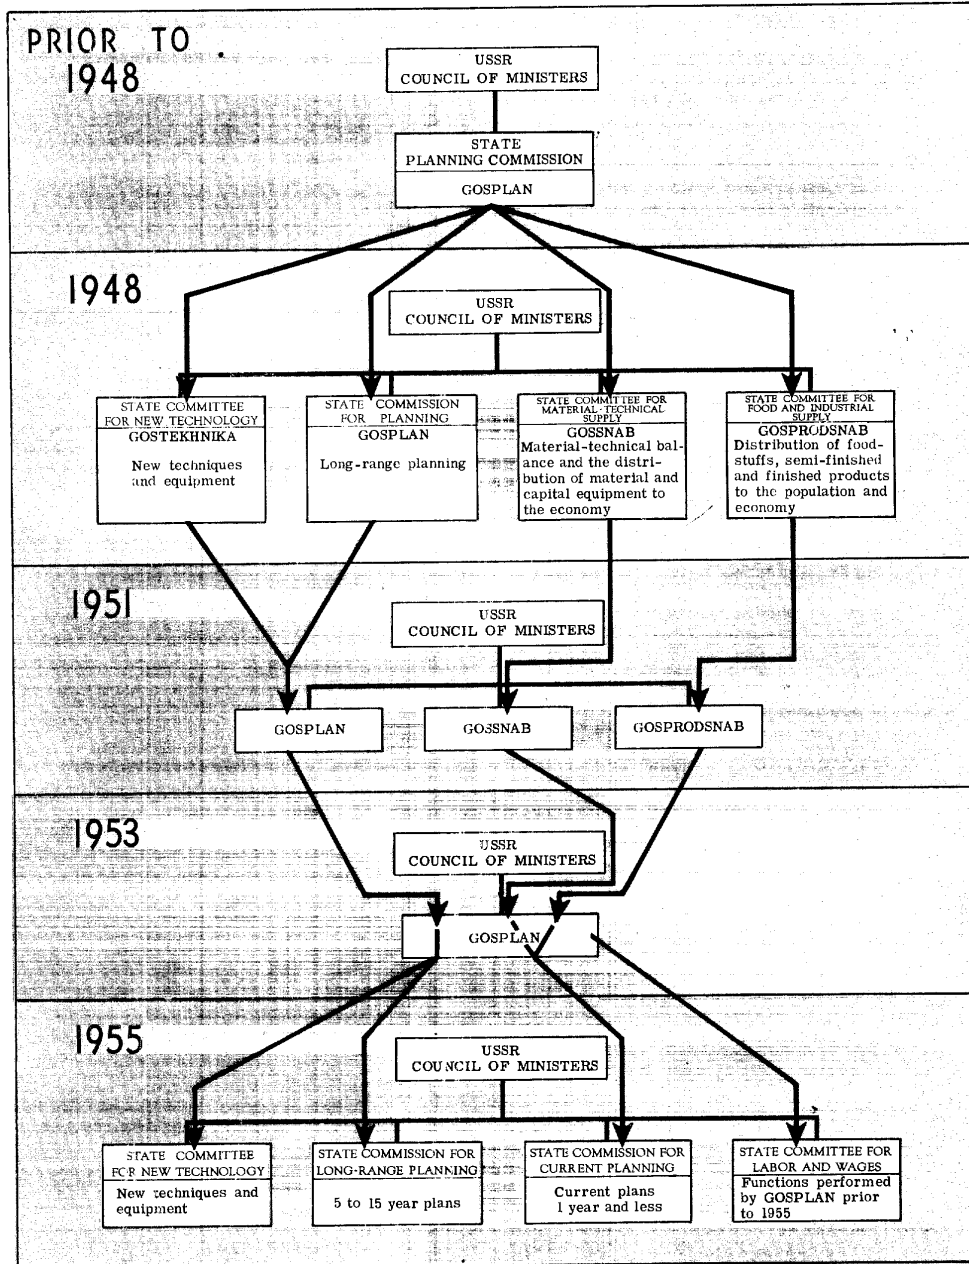 PRIOR TO
1948
USSR
COUNCIL OF MINISTERS
STATE
PLANNING COMMISSION
GOSPLAN
1948
USSR
COUNCIL OF MINISTERS
STATE COMMITTEE
FOR NEW TECHNOLOGY
GOSTEKHNIKA
New techniques
and equipment
STATE COMMISSION
FOR PLANNING
GOSPLAN
Long-range planning
STATE COMMITTEE FOR
MATERIAL-TECHNICAL
SUPPLY
GOSSNAB
Material-technical bal-
ance and the distri-
bution of material and
capital equipment to
the economy
STATE COMMITTEE FOR
FOOD AND INDUSTRIAL
SUPPLY
GOSPRODSNAB
Distribution of food-
stuffs, semi-finished
and finished products
to the population and
economy
1951
USSR
COUNCIL OF MINISTERS
GOSPLAN
GOSSNAB
GOSPRODSNAB
1953
USSR
COUNCIL OF MINISTERS
GOSPLAN
1955
USSR
COUNCIL OF MINISTERS
STATE COMMITTEE
FOR NEW TECHNOLOGY
New techniques and
equipment
STATE COMMISSION FOR
LONG-RANGE PLANNING
5 to 15 year plans
STATE COMMISSION FOR
CURRENT PLANNING
Current plans
1 year and less
STATE COMMITTEE FOR
LABOR AND WAGES
Functions performed
by GOSPLAN prior
to 1955